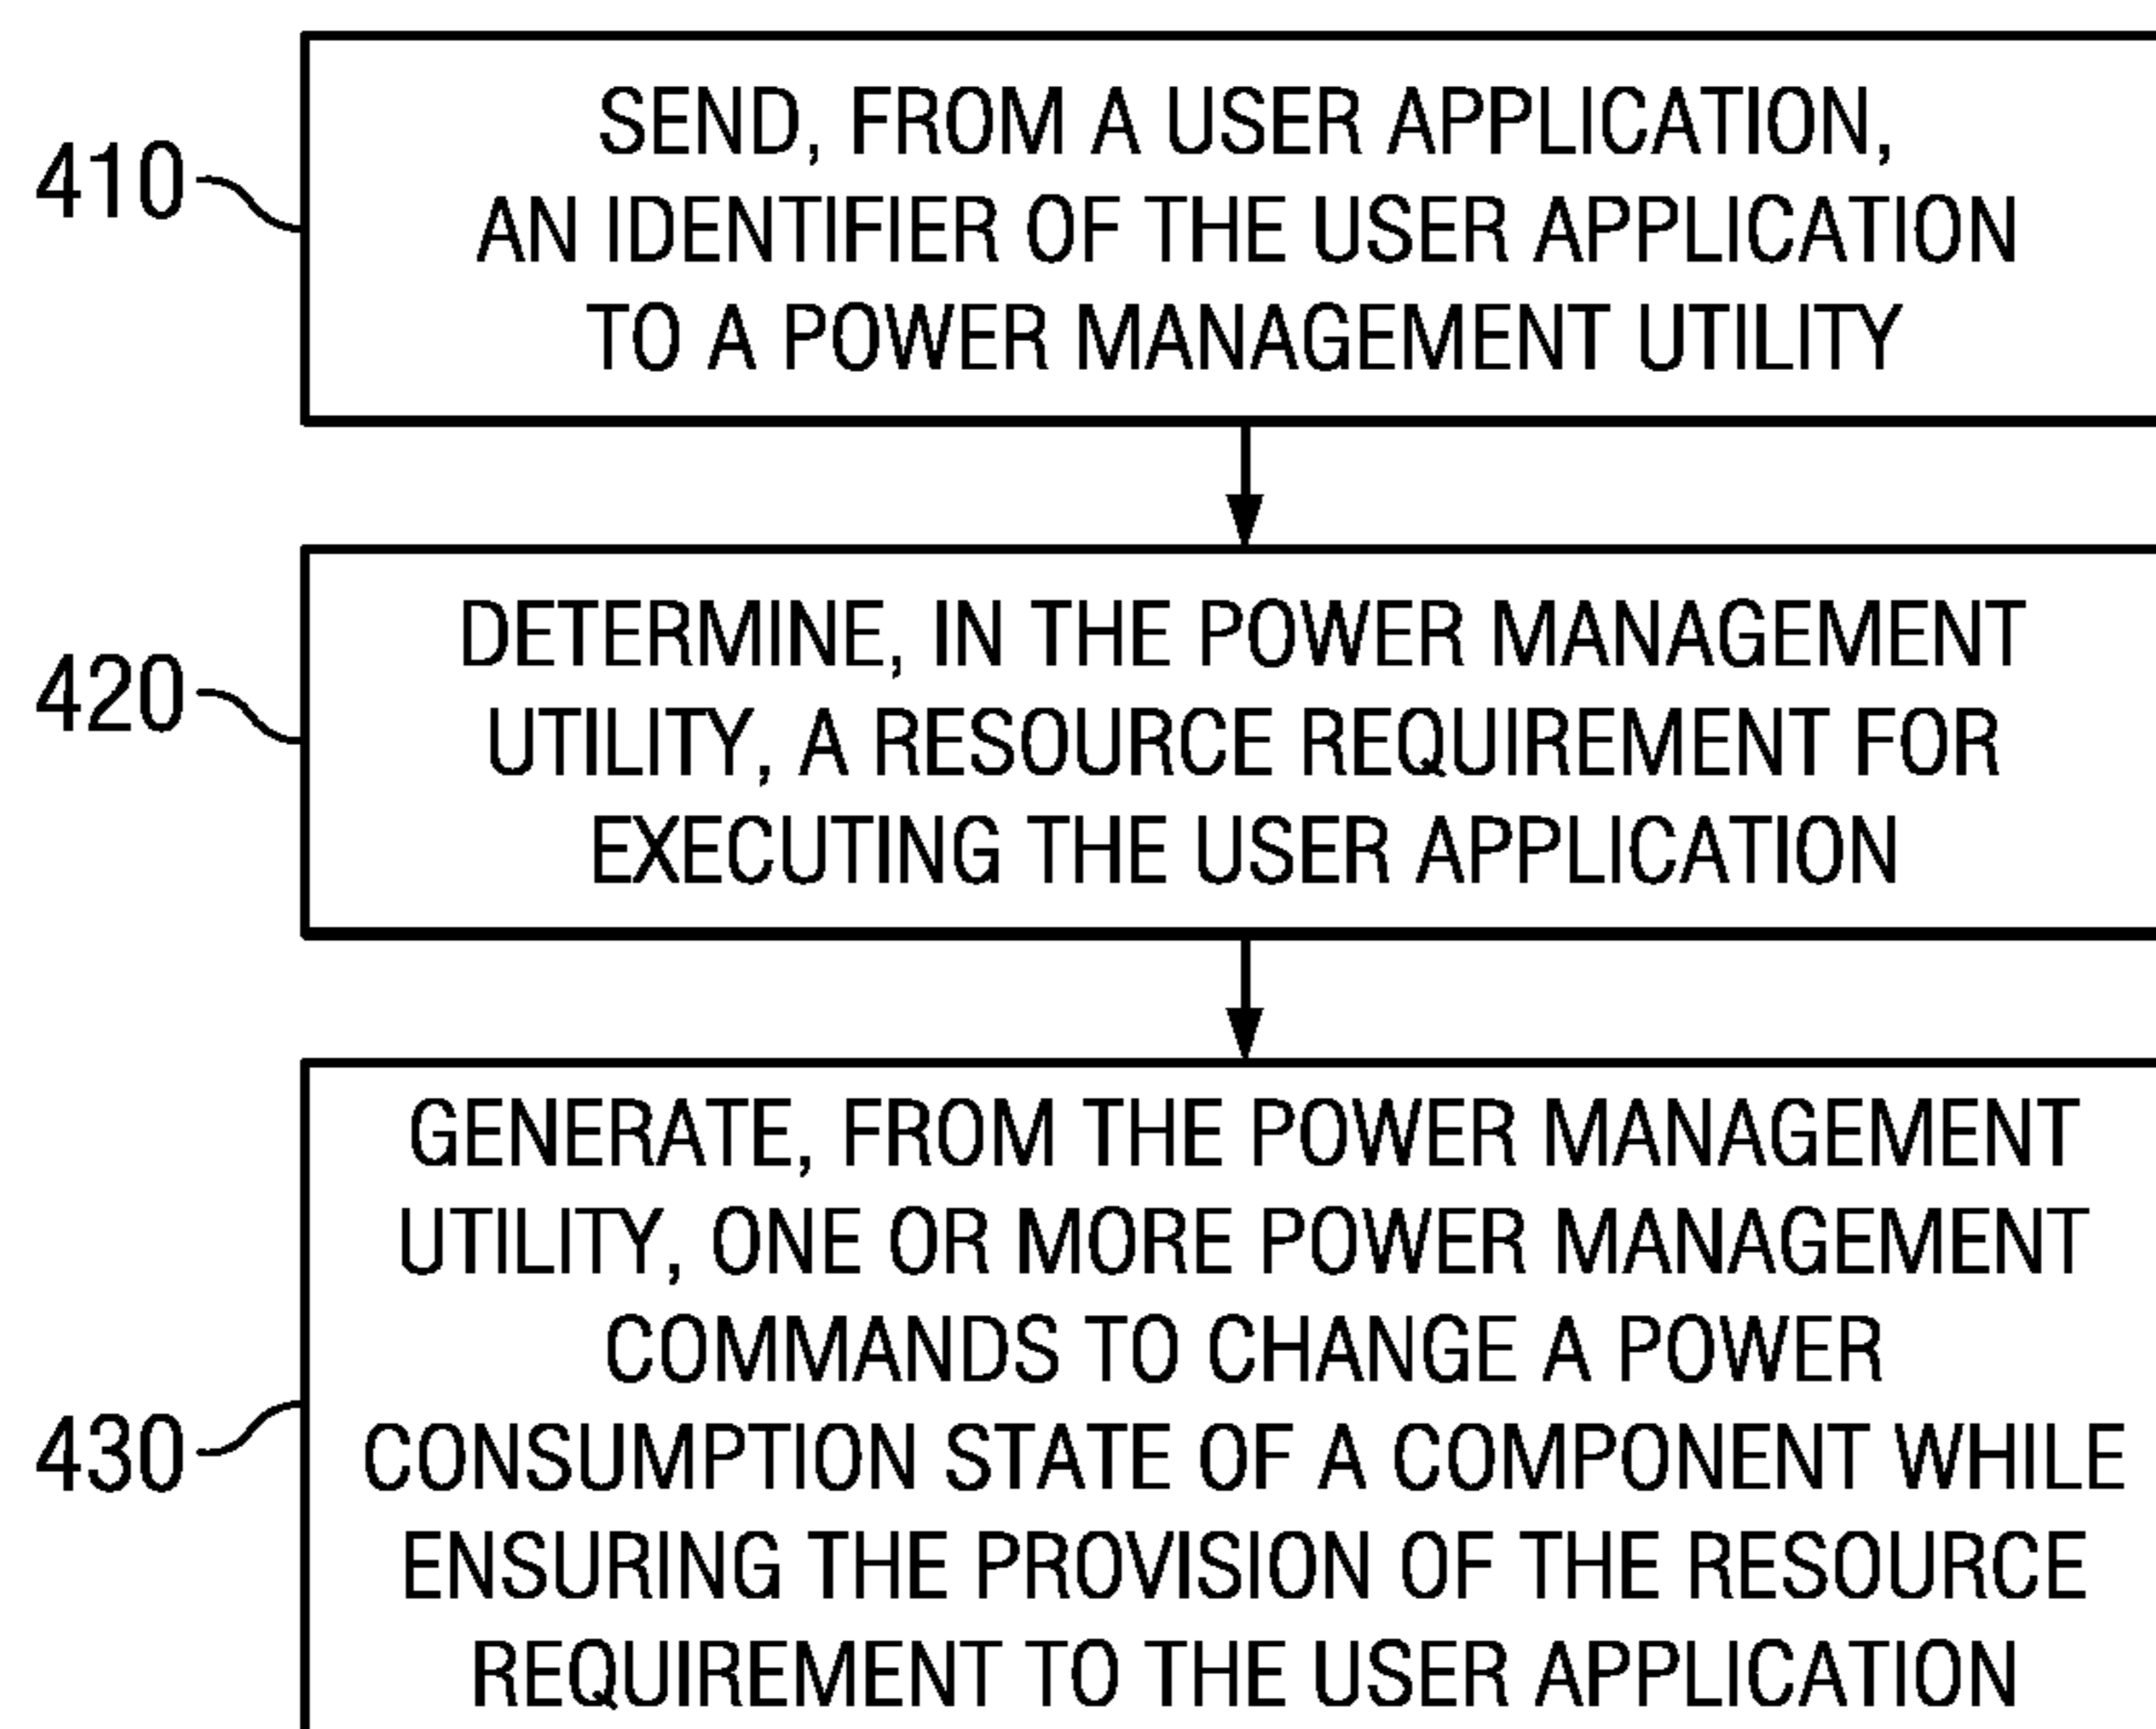 410
SEND, FROM A USER APPLICATION,
AN IDENTIFIER OF THE USER APPLICATION
TO A POWER MANAGEMENT UTILITY
420
DETERMINE, IN THE POWER MANAGEMENT
UTILITY, A RESOURCE REQUIREMENT FOR
EXECUTING THE USER APPLICATION
430
GENERATE, FROM THE POWER MANAGEMENT
UTILITY, ONE OR MORE POWER MANAGEMENT
COMMANDS TO CHANGE A POWER
CONSUMPTION STATE OF A COMPONENT WHILE
ENSURING THE PROVISION OF THE RESOURCE
REQUIREMENT TO THE USER APPLICATION